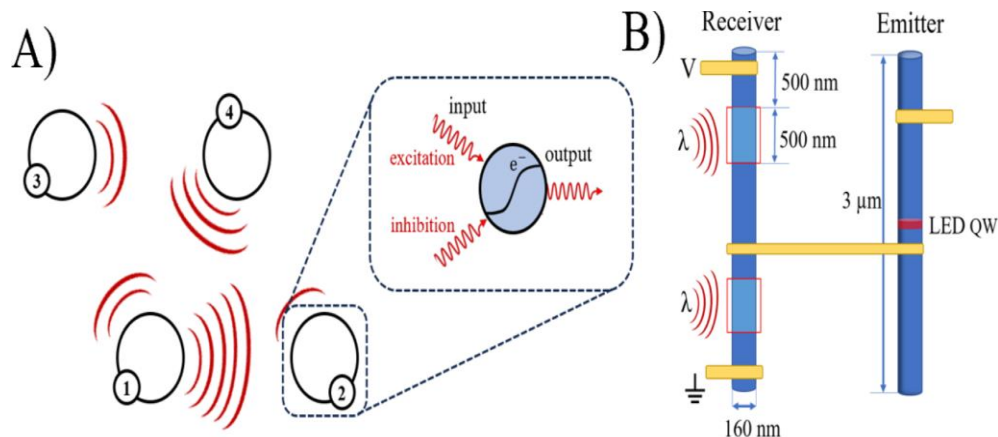 A)
3
4
1
2
input
excitation
e⁻
output
inhibition
B)
Receiver
Emitter
V
500 nm
λ
500 nm
3 µm
LED QW
λ
160 nm